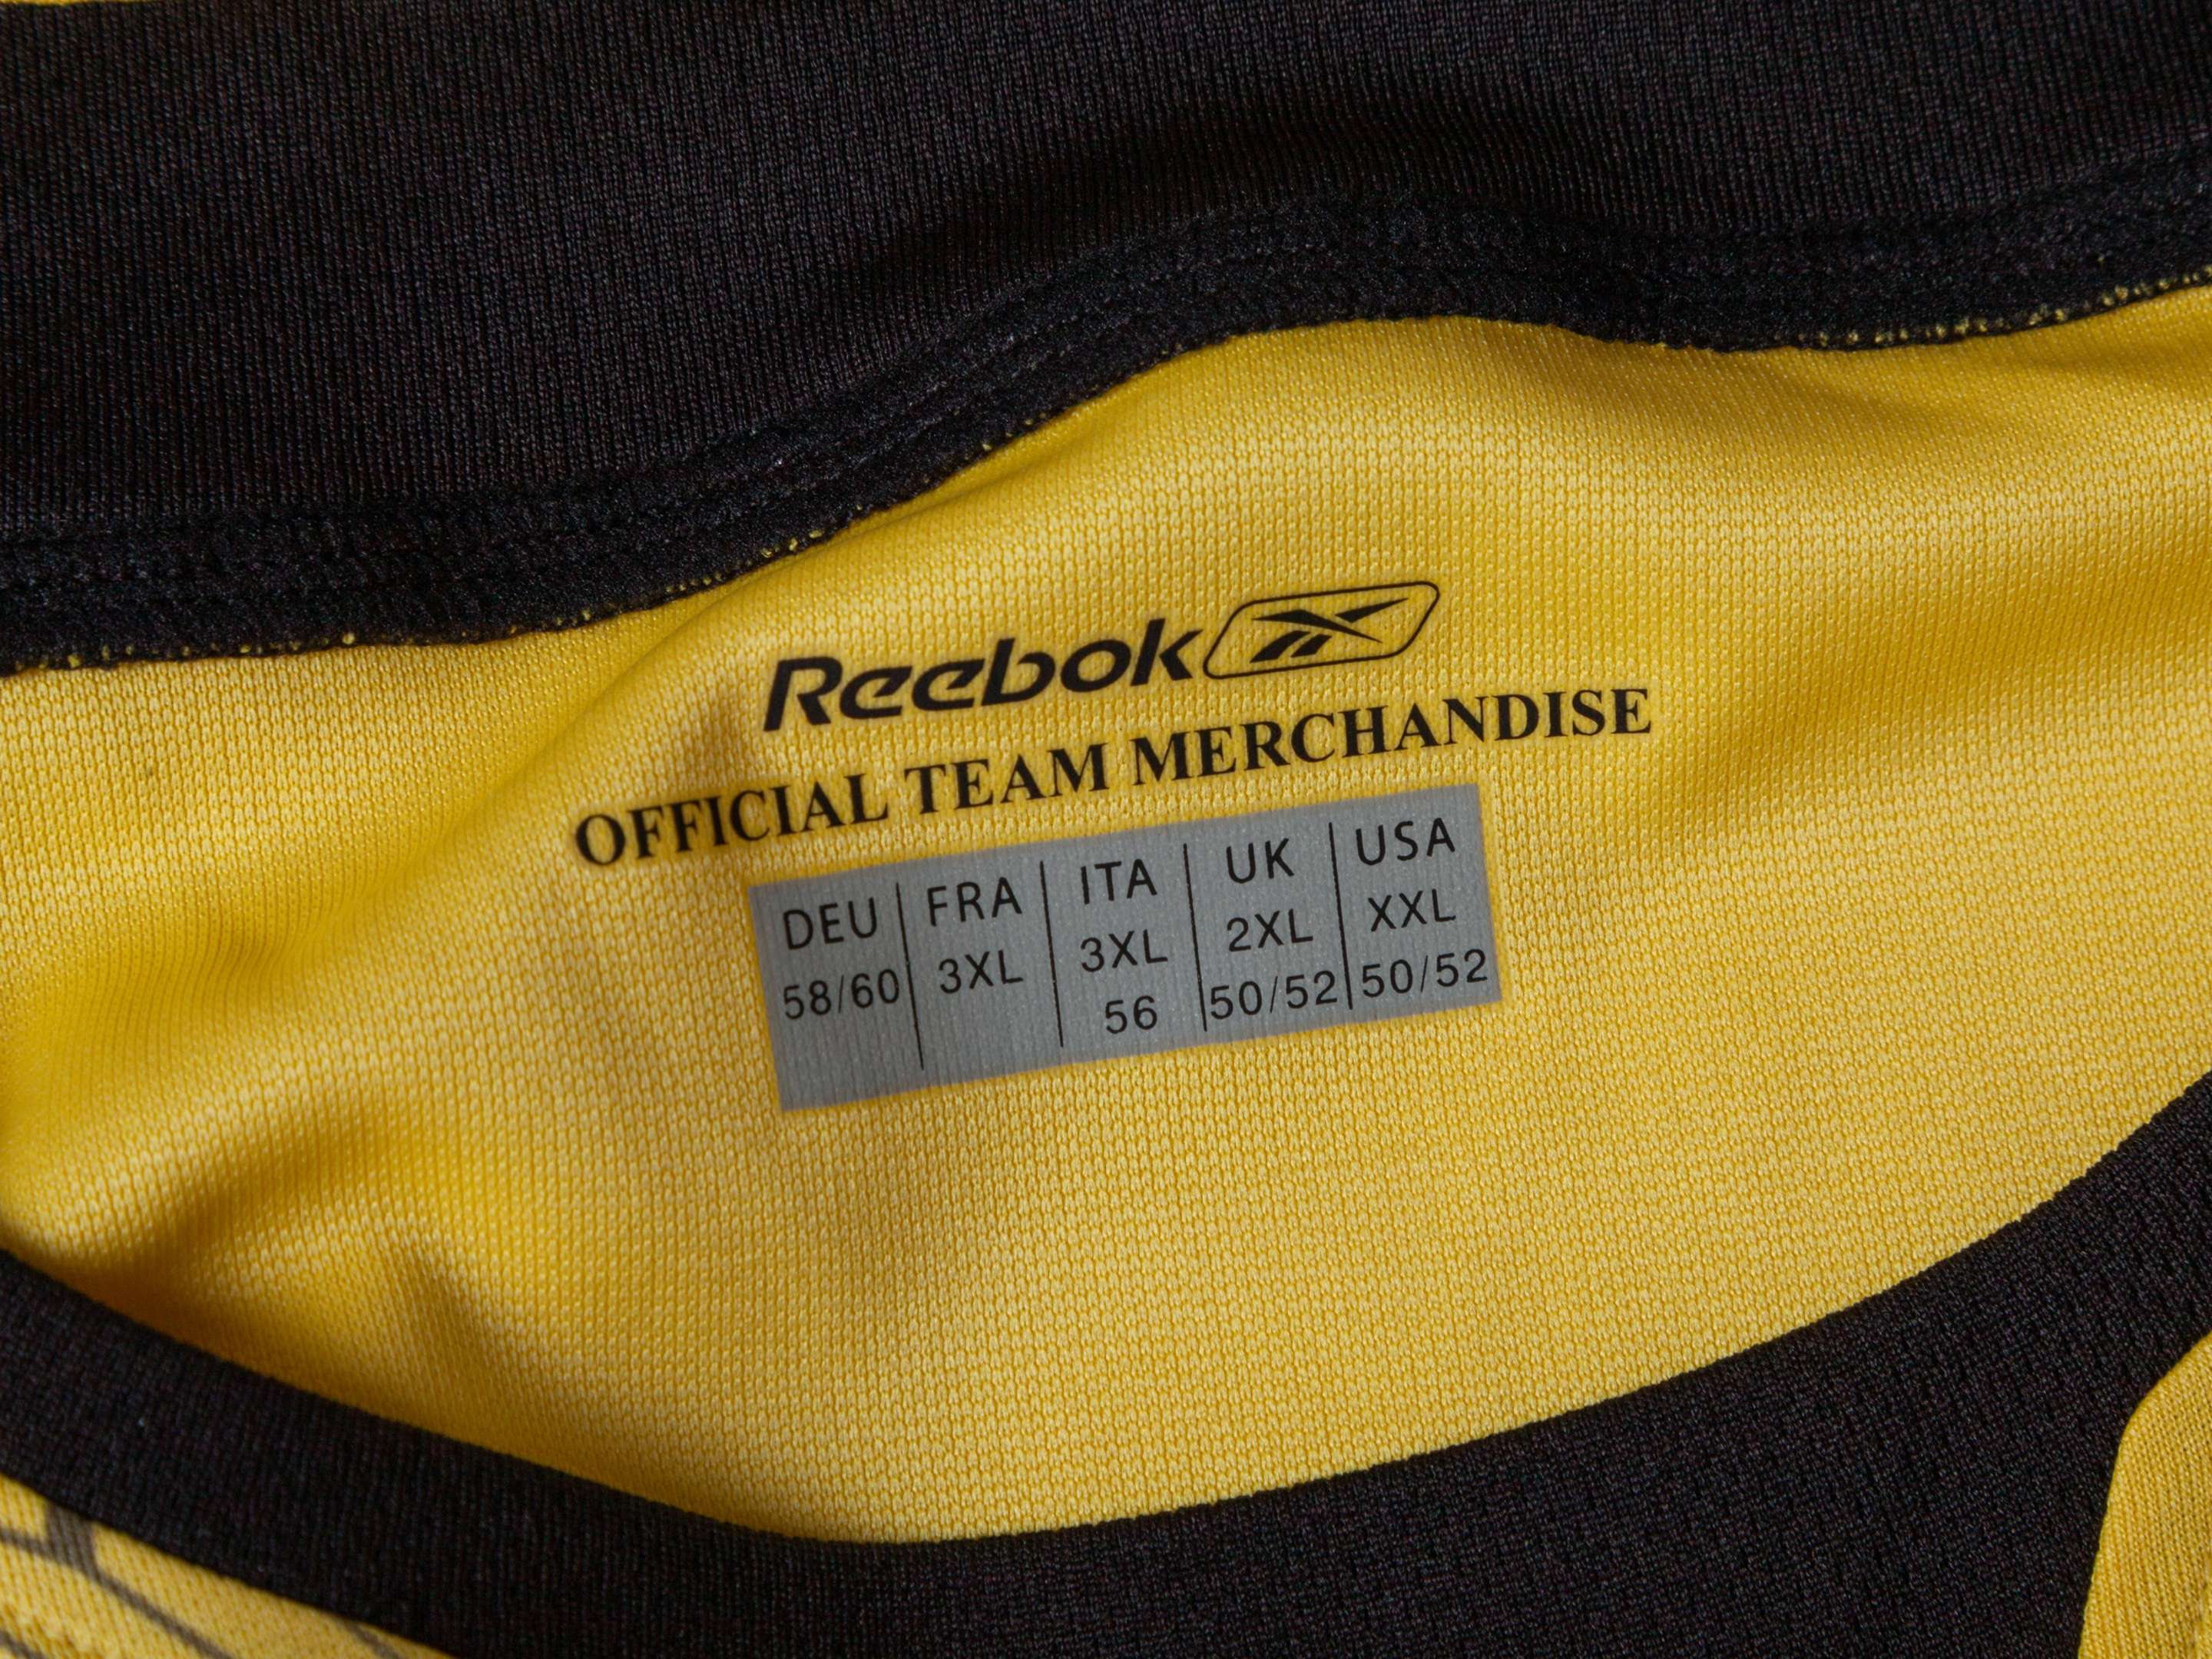 Reebok
OFFICIAL TEAM MERCHANDISE
DEU FRA ITA UK USA
58/60 3XL 3XL 2XL XXL
56 50/52 50/52